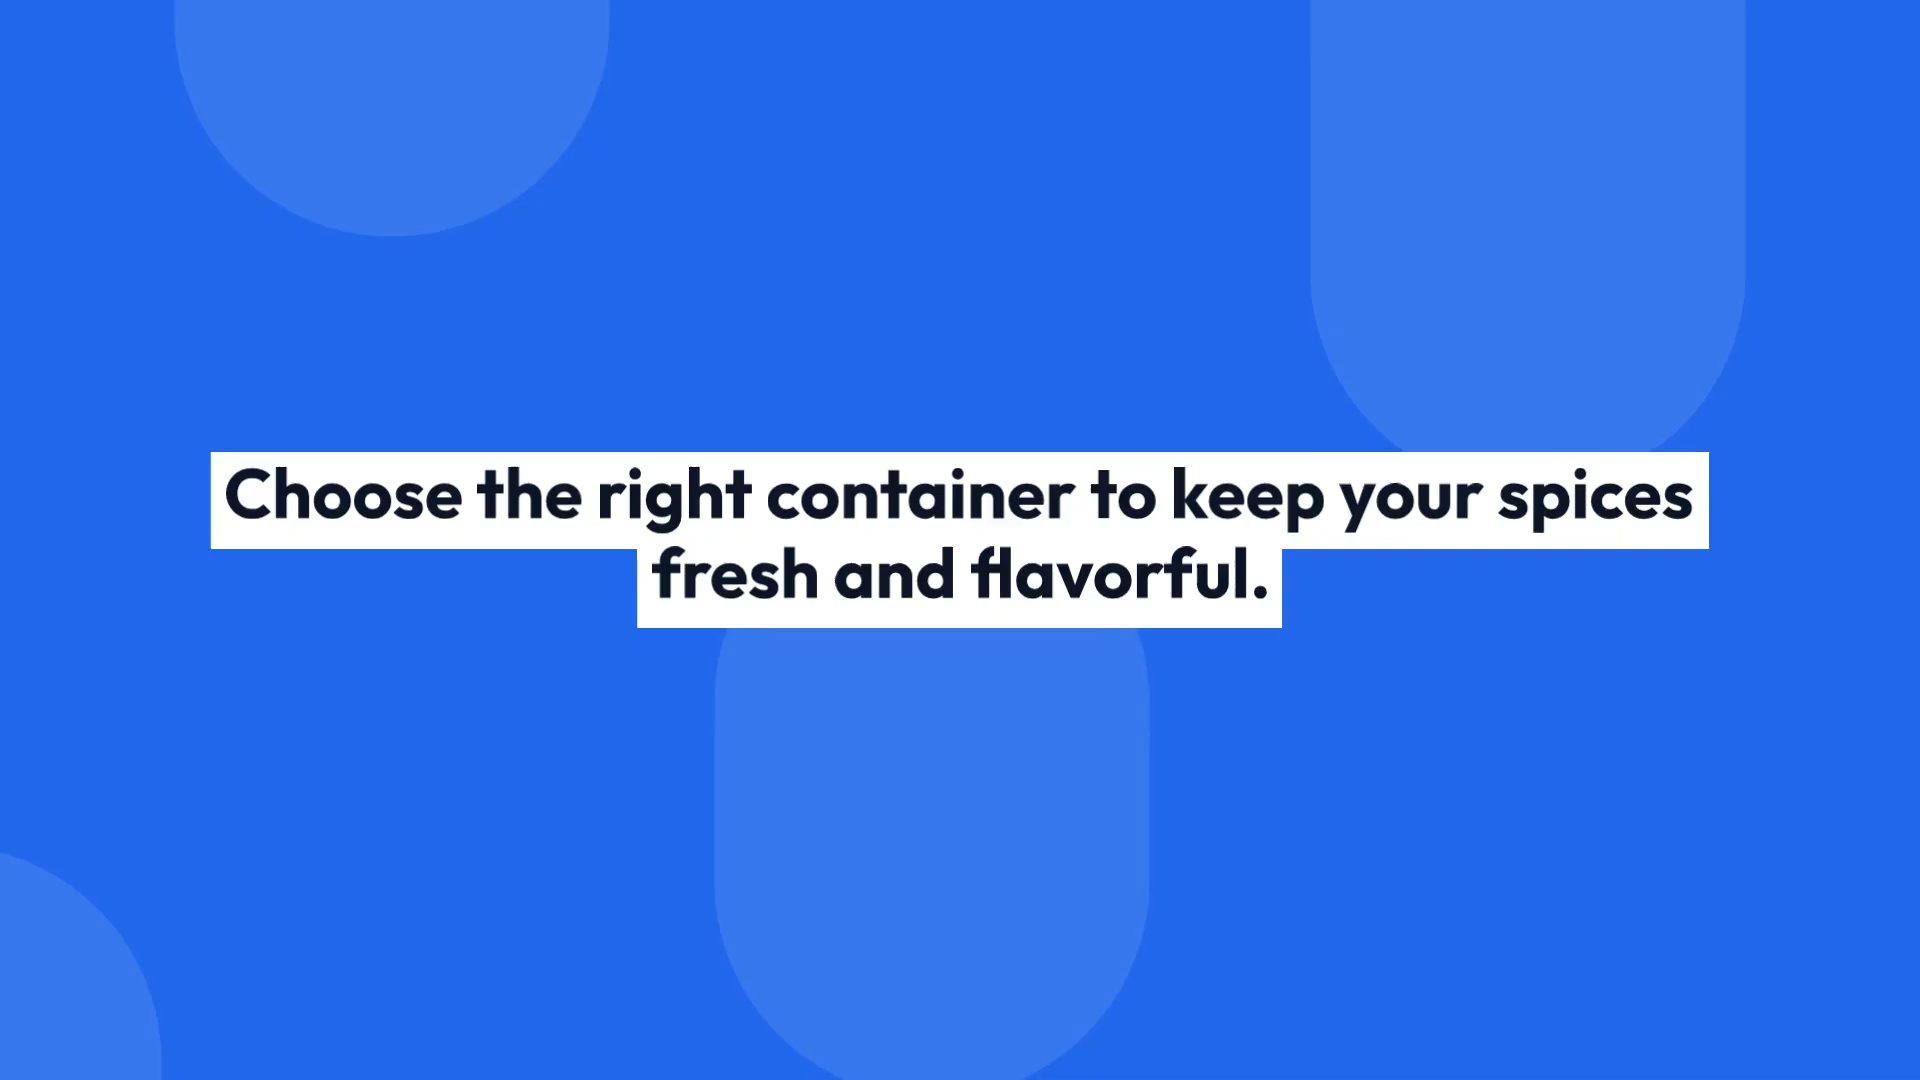 Choose the right container to keep your spices
fresh and flavorful.